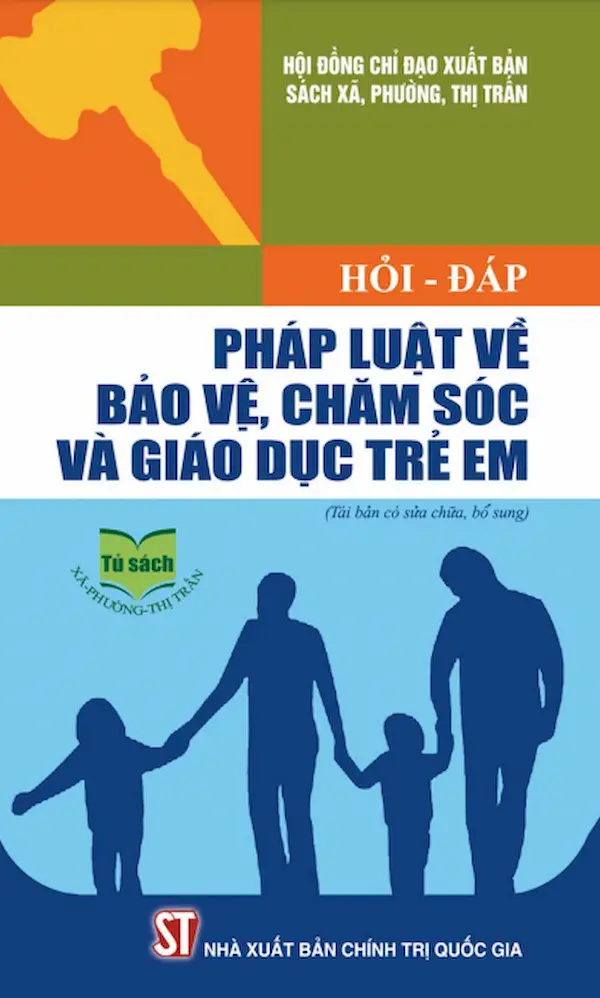 HỘI ĐỒNG CHỈ ĐẠO XUẤT BẢN
SÁCH XÃ, PHƯỜNG, THỊ TRẤN
HỎI - ĐÁP
PHÁP LUẬT VỀ
BẢO VỆ, CHĂM SÓC
VÀ GIÁO DỤC TRẺ EM
(Tái bản có sửa chữa, bổ sung)
Tủ sách
XÃ-PHƯỜNG-THỊ TRẤN
ST
NHÀ XUẤT BẢN CHÍNH TRỊ QUỐC GIA